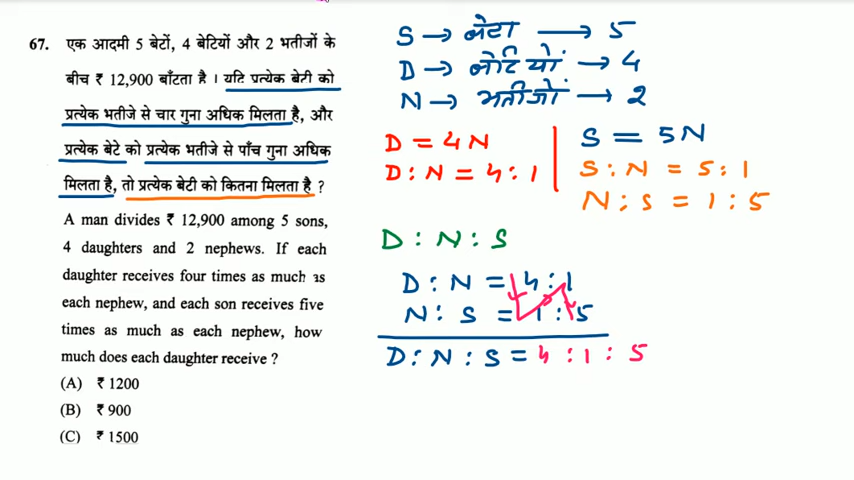 67. एक आदमी 5 बेटों, 4 बेटियों और 2 भतीजों के
बीच ₹ 12,900 बाँटता है । यदि प्रत्येक बेटी को
प्रत्येक भतीजे से चार गुना अधिक मिलता है, और
प्रत्येक बेटे को प्रत्येक भतीजे से पाँच गुना अधिक
मिलता है, तो प्रत्येक बेटी को कितना मिलता है ?
A man divides ₹ 12,900 among 5 sons,
4 daughters and 2 nephews. If each
daughter receives four times as much as
each nephew, and each son receives five
times as much as each nephew, how
much does each daughter receive ?
(A) ₹ 1200
(B) ₹ 900
(C) ₹ 1500
S → बेटा → 5
D → बेटियों → 4
N → भतीजों → 2
D = 4N
D : N = 4 : 1
S = 5N
S : N = 5 : 1
N : S = 1 : 5
D : N : S
D : N = 4 : 1
N : S = 1 : 5
D : N : S = 4 : 1 : 5